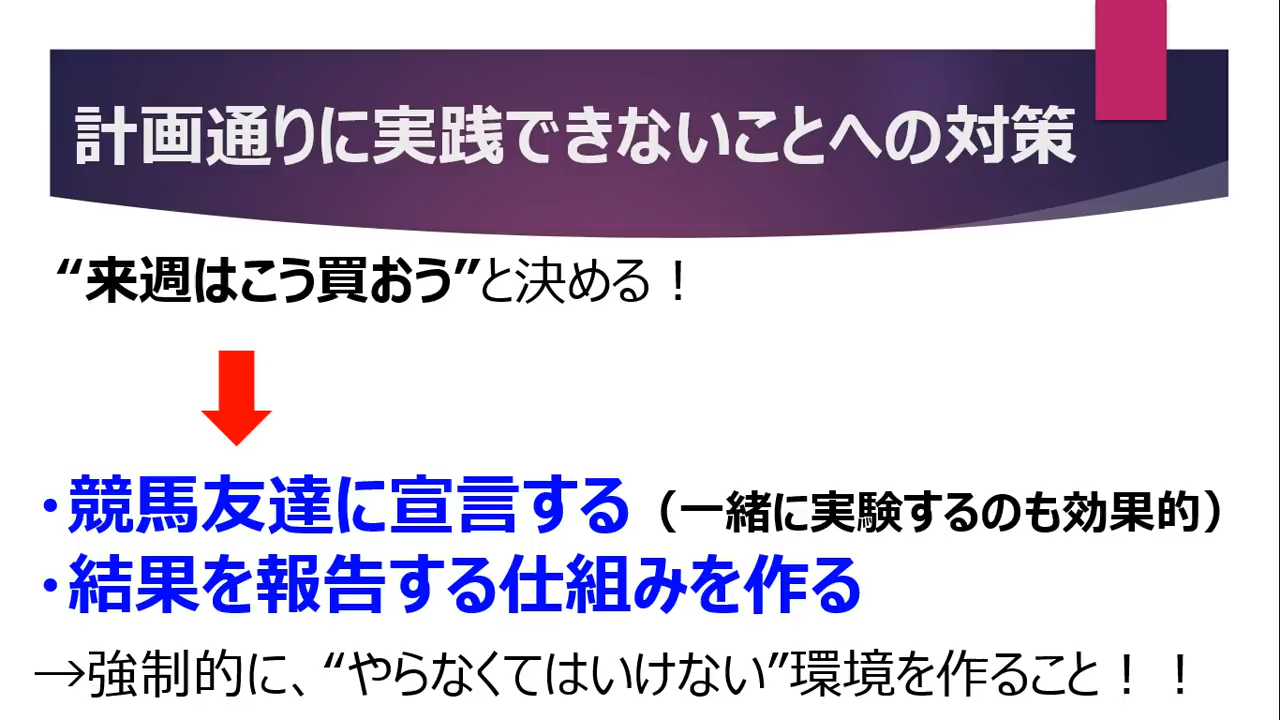 計画通りに実践できないことへの対策
“来週はこう買おう”と決める！
・競馬友達に宣言する（一緒に実験するのも効果的）
・結果を報告する仕組みを作る
→強制的に、“やらなくてはいけない”環境を作ること！！